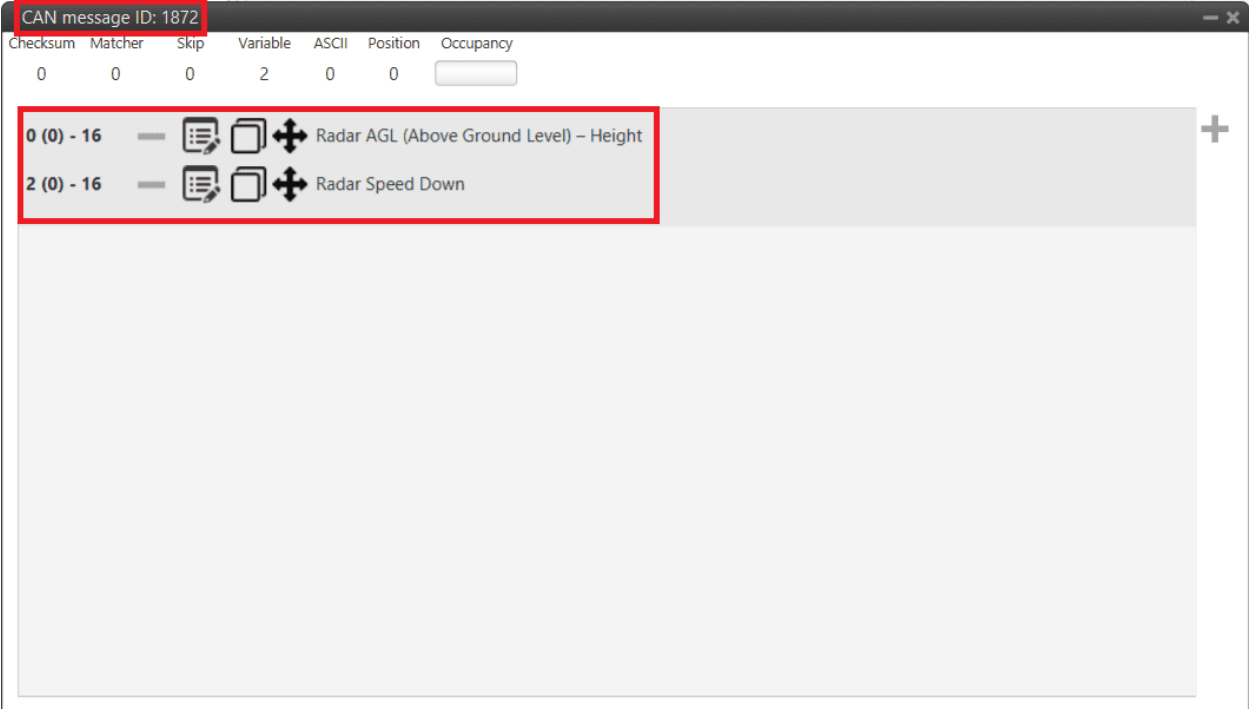 CAN message ID: 1872
Checksum Matcher Skip Variable ASCII Position Occupancy
0 0 0 2 0 0
0 (0) - 16 Radar AGL (Above Ground Level) – Height
2 (0) - 16 Radar Speed Down